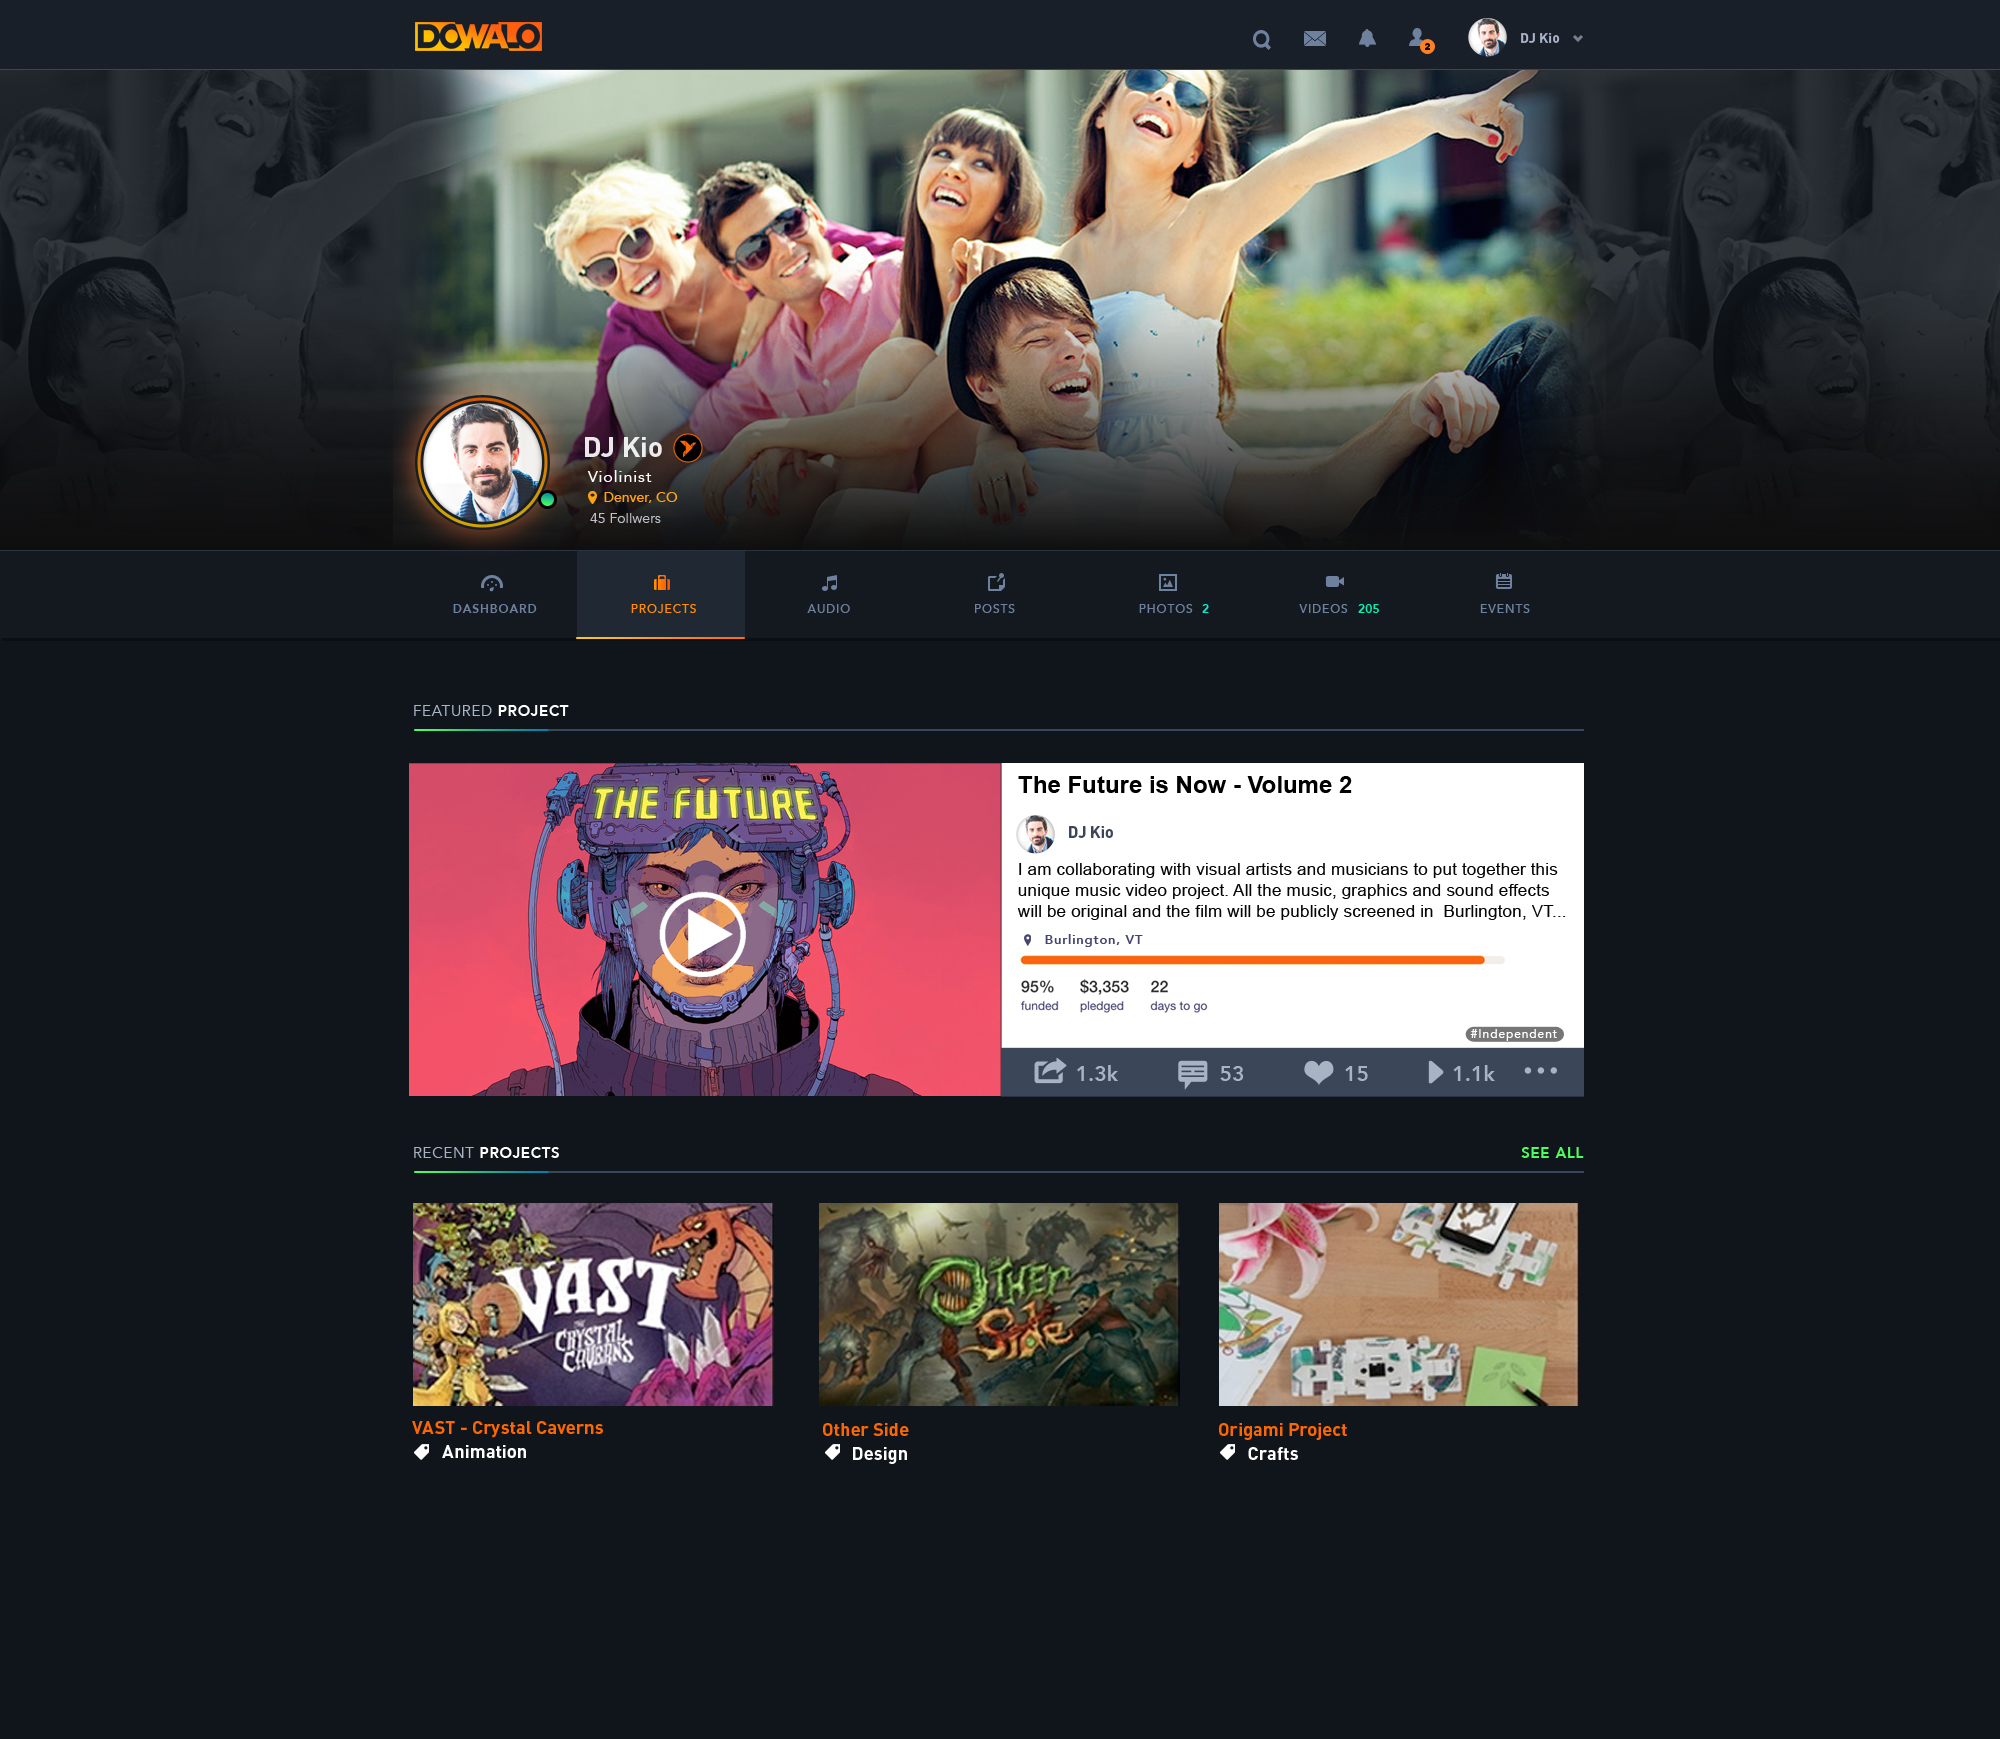 DOWALO
2
DJ Kio
DJ Kio
Violinist
Denver, CO
45 Follwers
DASHBOARD
PROJECTS
AUDIO
POSTS
PHOTOS 2
VIDEOS 205
EVENTS
FEATURED PROJECT
THE FUTURE
The Future is Now - Volume 2
DJ Kio
I am collaborating with visual artists and musicians to put together this
unique music video project. All the music, graphics and sound effects
will be original and the film will be publicly screened in Burlington, VT...
Burlington, VT
95% $3,353 22
funded pledged days to go
#Independent
1.3k 53 15 1.1k
RECENT PROJECTS
SEE ALL
VAST
THE
CRYSTAL
CAVERNS
OTHER
Side
VAST - Crystal Caverns
Animation
Other Side
Design
Origami Project
Crafts